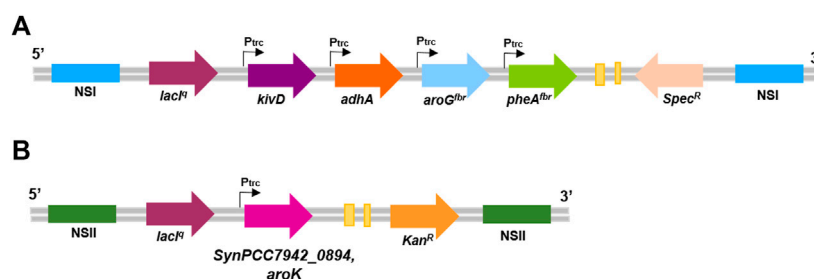 A
5’ Ptrc Ptrc Ptrc Ptrc 3’
NSI lacIq kivD adhA aroGfbr pheAfbr SpecR NSI
B
5’ Ptrc 3’
NSII lacIq KanR NSII
SynPCC7942_0894,
aroK